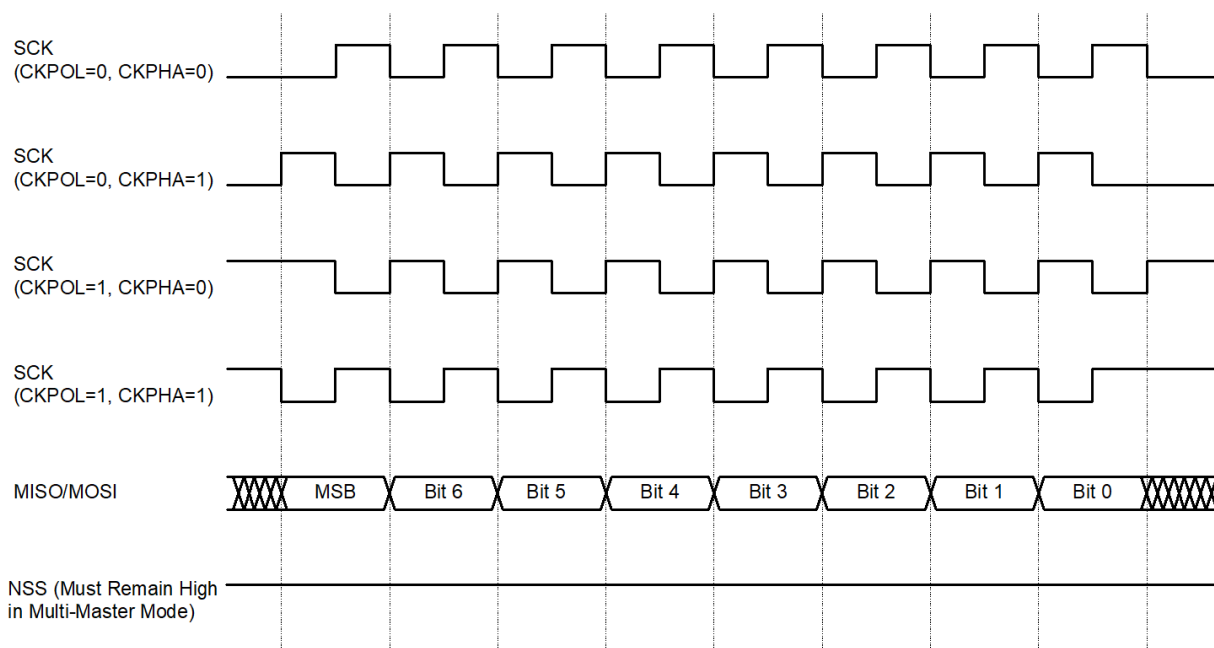 SCK
(CKPOL=0, CKPHA=0)
SCK
(CKPOL=0, CKPHA=1)
SCK
(CKPOL=1, CKPHA=0)
SCK
(CKPOL=1, CKPHA=1)
MISO/MOSI
MSB
Bit 6
Bit 5
Bit 4
Bit 3
Bit 2
Bit 1
Bit 0
NSS (Must Remain High
in Multi-Master Mode)